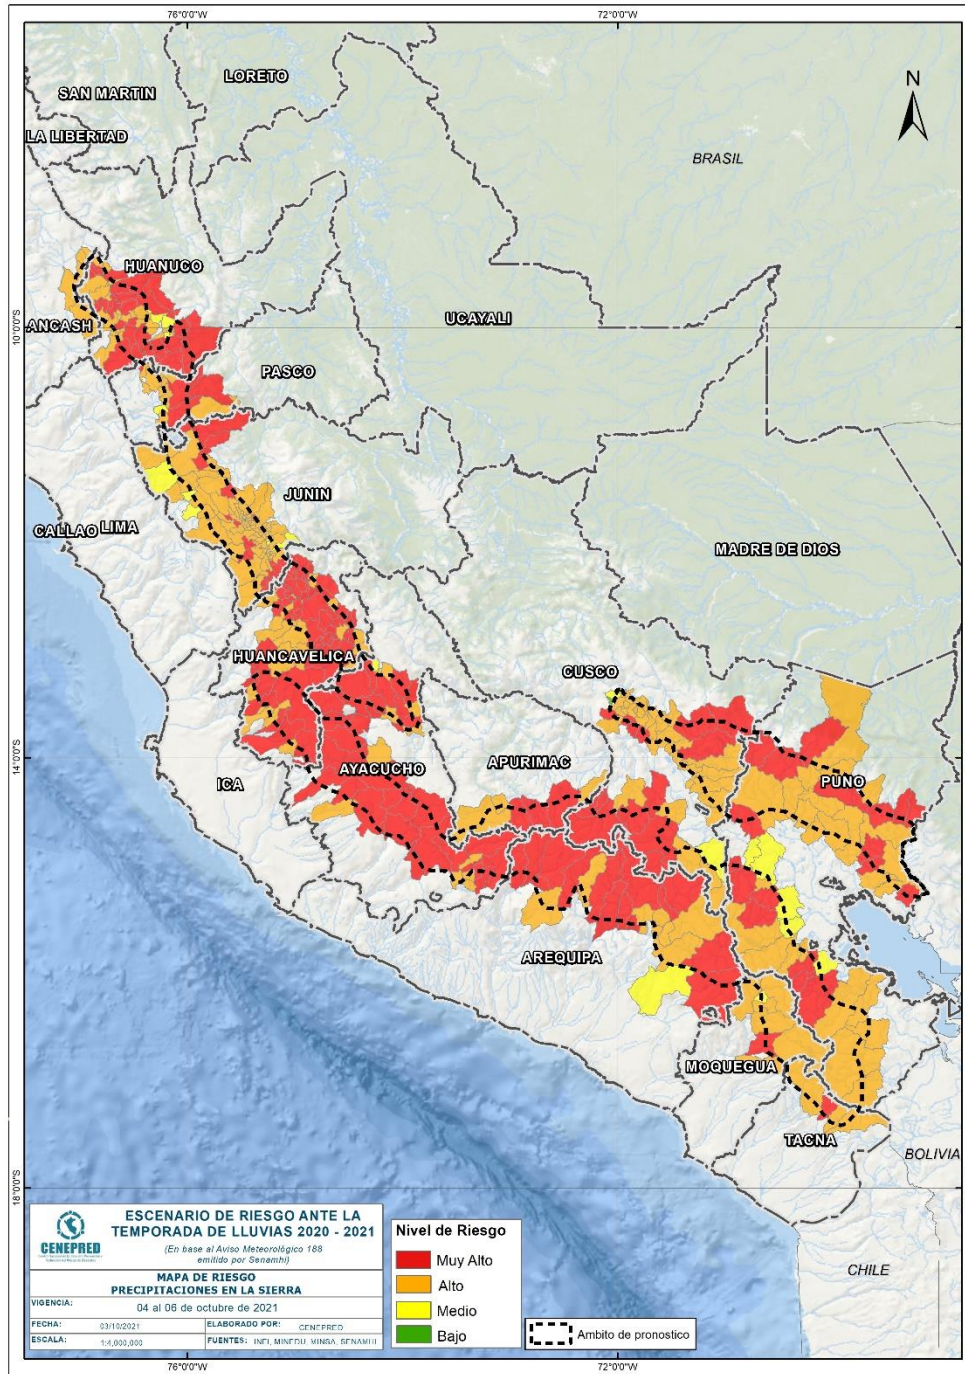 76°0'0"W
72°0'0"W
LORETO
SAN MARTIN
LA LIBERTAD
N
BRASIL
HUANUCO
10°0'0"S
ANCASH
UCAYALI
PASCO
JUNIN
CALLAO
LIMA
MADRE DE DIOS
HUANCAVELICA
CUSCO
14°0'0"S
ICA
AYACUCHO
APURIMAC
PUNO
AREQUIPA
MOQUEGUA
TACNA
BOLIVIA
18°0'0"S
CHILE
CENEPRED
ESCENARIO DE RIESGO ANTE LA
TEMPORADA DE LLUVIAS 2020 - 2021
(En base al Aviso Meteorológico 188
emitido por Senamhi)
MAPA DE RIESGO
PRECIPITACIONES EN LA SIERRA
VIGENCIA: 04 al 06 de octubre de 2021
FECHA: 03/10/2021 ELABORADO POR: CENEPRED
ESCALA: 1:4,000,000 FUENTES: INEI, MINEDU, MINSA, SENAMHI
Nivel de Riesgo
Muy Alto
Alto
Medio
Bajo
Ambito de pronostico
76°0'0"W
72°0'0"W